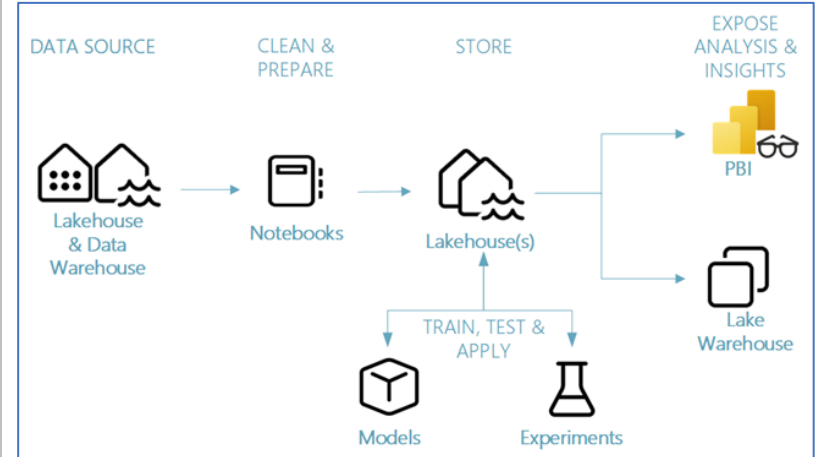 DATA SOURCE
CLEAN &
PREPARE
STORE
EXPOSE
ANALYSIS &
INSIGHTS
Lakehouse
& Data
Warehouse
Notebooks
Lakehouse(s)
PBI
Lake
Warehouse
TRAIN, TEST &
APPLY
Models
Experiments